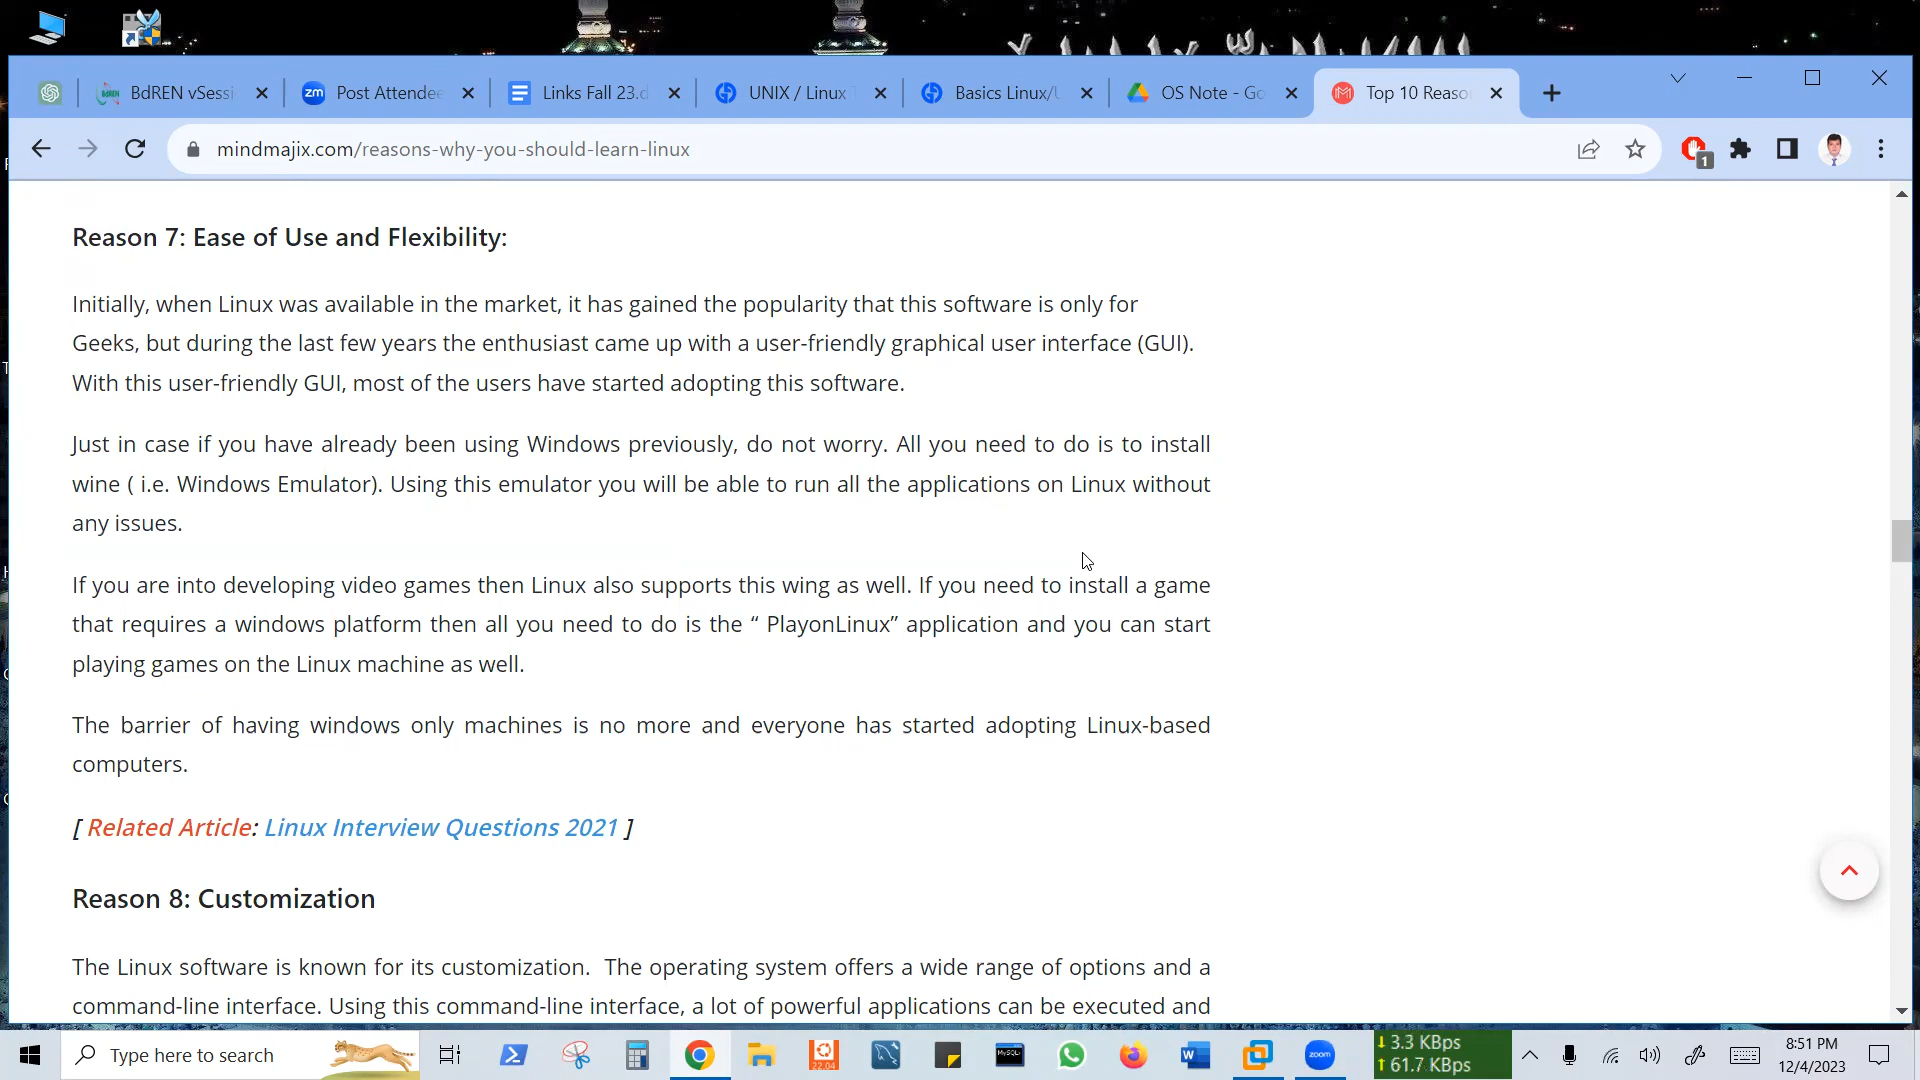 BdREN vSessi
zm Post Attendee
Links Fall 23.d
UNIX / Linux T
Basics Linux/U
OS Note - Go
Top 10 Reaso
mindmajix.com/reasons-why-you-should-learn-linux
1
Reason 7: Ease of Use and Flexibility:
Initially, when Linux was available in the market, it has gained the popularity that this software is only for
Geeks, but during the last few years the enthusiast came up with a user-friendly graphical user interface (GUI).
With this user-friendly GUI, most of the users have started adopting this software.
Just in case if you have already been using Windows previously, do not worry. All you need to do is to install
wine ( i.e. Windows Emulator). Using this emulator you will be able to run all the applications on Linux without
any issues.
If you are into developing video games then Linux also supports this wing as well. If you need to install a game
that requires a windows platform then all you need to do is the “ PlayonLinux” application and you can start
playing games on the Linux machine as well.
The barrier of having windows only machines is no more and everyone has started adopting Linux-based
computers.
[ Related Article: Linux Interview Questions 2021 ]
Reason 8: Customization
The Linux software is known for its customization.  The operating system offers a wide range of options and a
command-line interface. Using this command-line interface, a lot of powerful applications can be executed and
Type here to search
22.04
MySQL
zoom
↓ 3.3 KBps
↑ 61.7 KBps
8:51 PM
12/4/2023